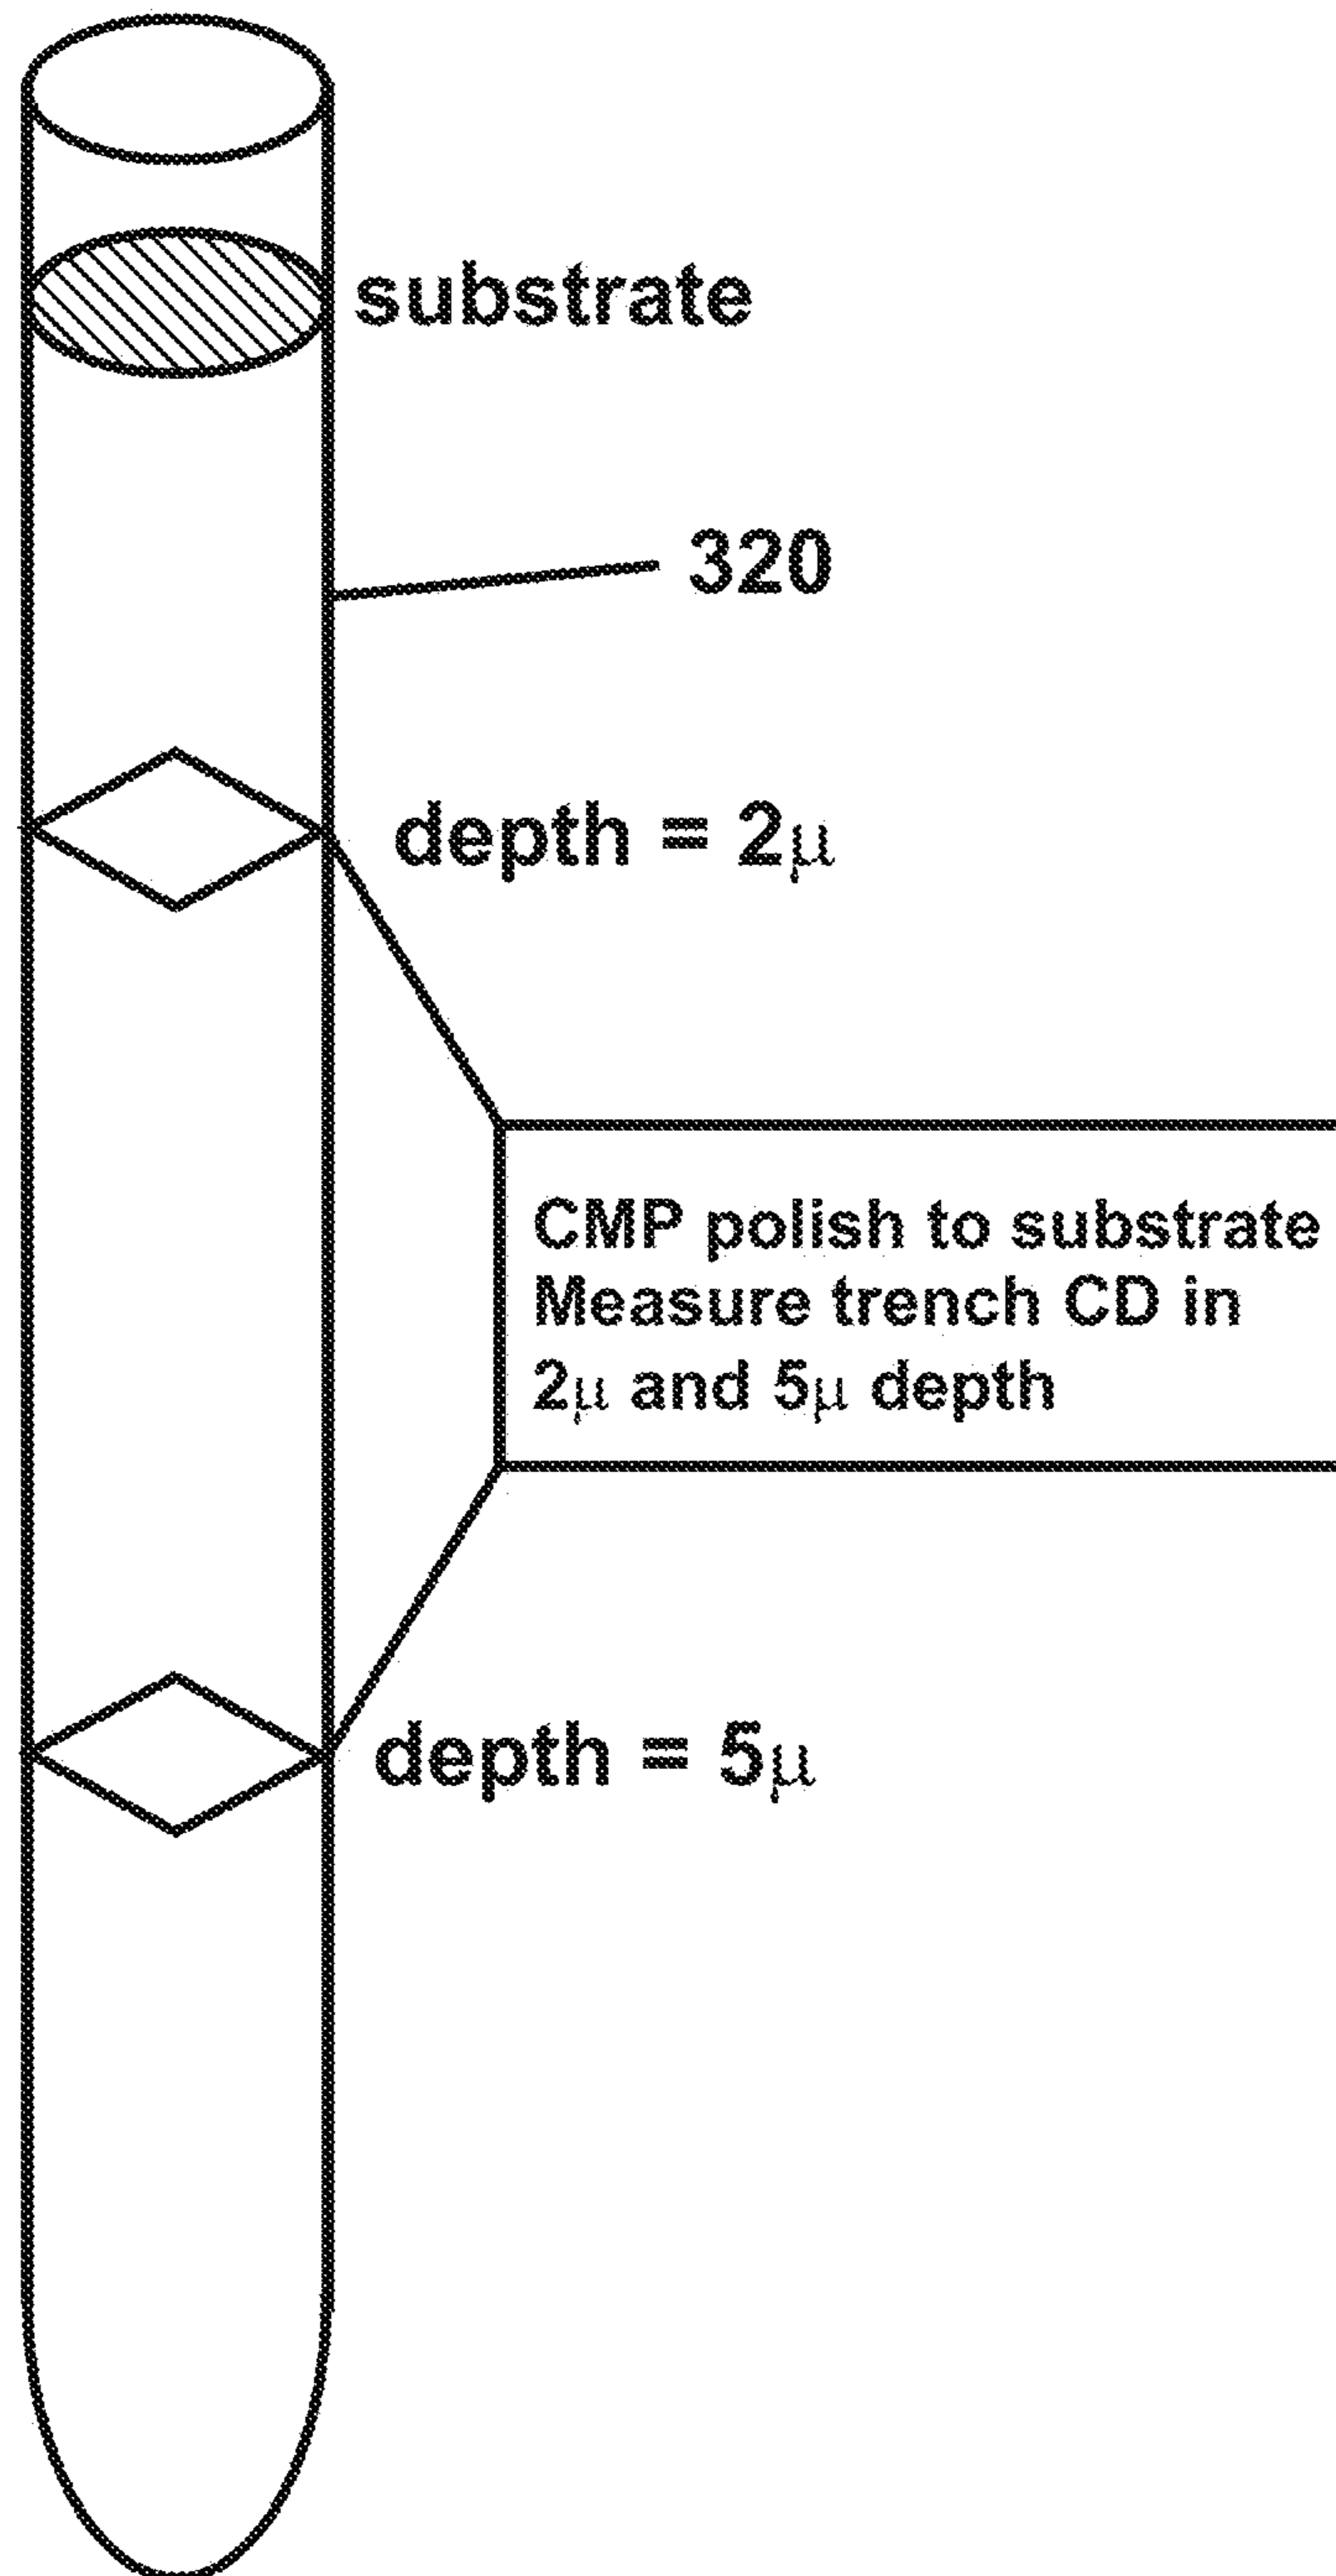 substrate
320
depth = 2μ
CMP polish to substrate
Measure trench CD in
2μ and 5μ depth
depth = 5μ